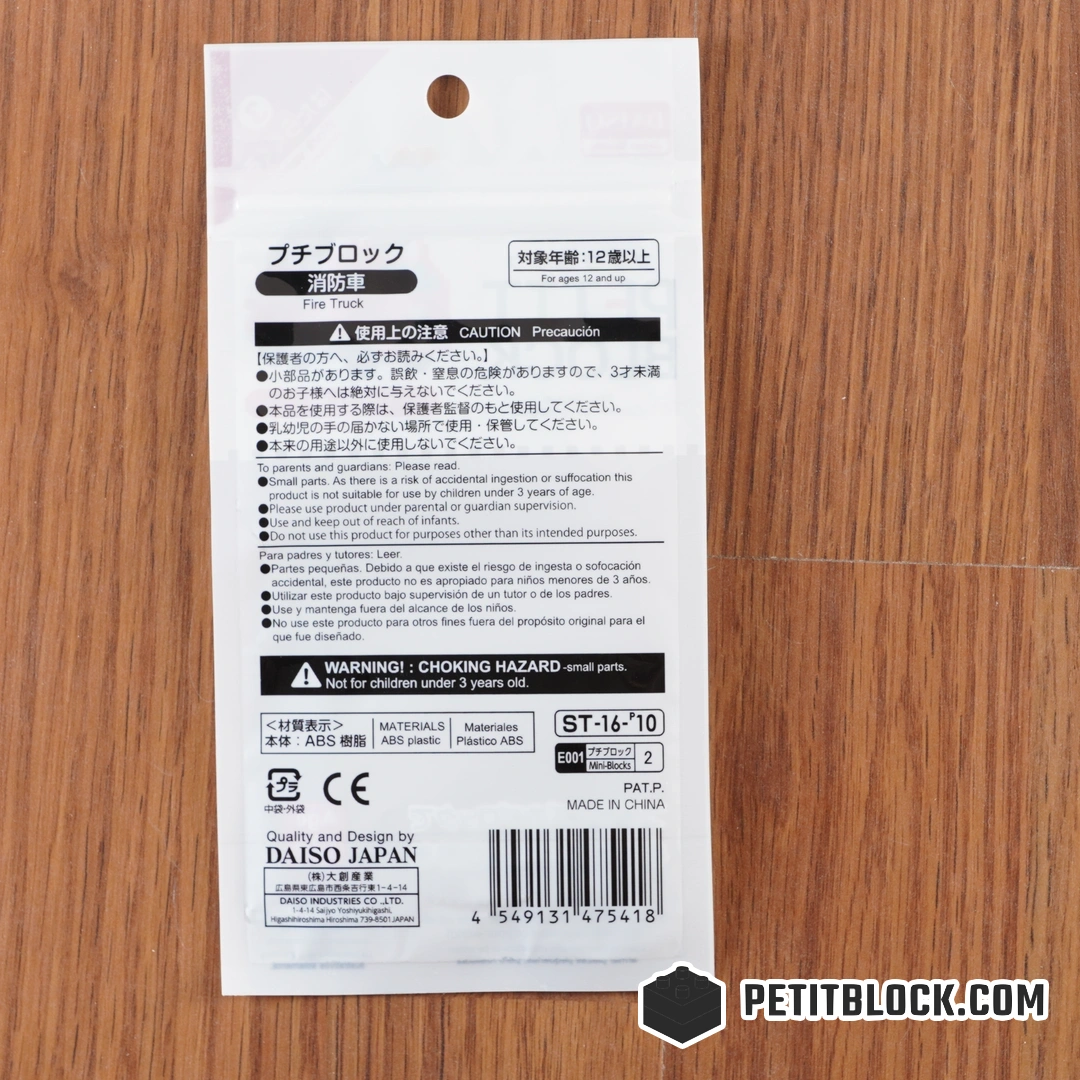 プチブロック
消防車
Fire Truck
対象年齢:12歳以上
For ages 12 and up
使用上の注意 CAUTION Precaución
【保護者の方へ、必ずお読みください。】
●小部品があります。誤飲・窒息の危険がありますので、3才未満
のお子様へは絶対に与えないでください。
●本品を使用する際は、保護者監督のもと使用してください。
●乳幼児の手の届かない場所で使用・保管してください。
●本来の用途以外に使用しないでください。
To parents and guardians: Please read.
●Small parts. As there is a risk of accidental ingestion or suffocation this
product is not suitable for use by children under 3 years of age.
●Please use product under parental or guardian supervision.
●Use and keep out of reach of infants.
●Do not use this product for purposes other than its intended purposes.
Para padres y tutores: Leer.
●Partes pequeñas. Debido a que existe el riesgo de ingesta o sofocación
accidental, este producto no es apropiado para niños menores de 3 años.
●Utilizar este producto bajo supervisión de un tutor o de los padres.
●Use y mantenga fuera del alcance de los niños.
●No use este producto para otros fines fuera del propósito original para el
que fue diseñado.
WARNING! : CHOKING HAZARD -small parts.
Not for children under 3 years old.
<材質表示>
本体:ABS 樹脂
MATERIALS
ABS plastic
Materiales
Plástico ABS
ST-16-P10
E001 プチブロック 2
Mini-Blocks
プラ
中袋・外袋
CE
PAT.P.
MADE IN CHINA
Quality and Design by
DAISO JAPAN
(株)大創産業
広島県東広島市西条吉行東1-4-14
DAISO INDUSTRIES CO .,LTD.
1-4-14 Saijyo Yoshiyukihigashi,
Higashihiroshima Hiroshima 739-8501 JAPAN
4 549131 475418
PETITBLOCK.COM